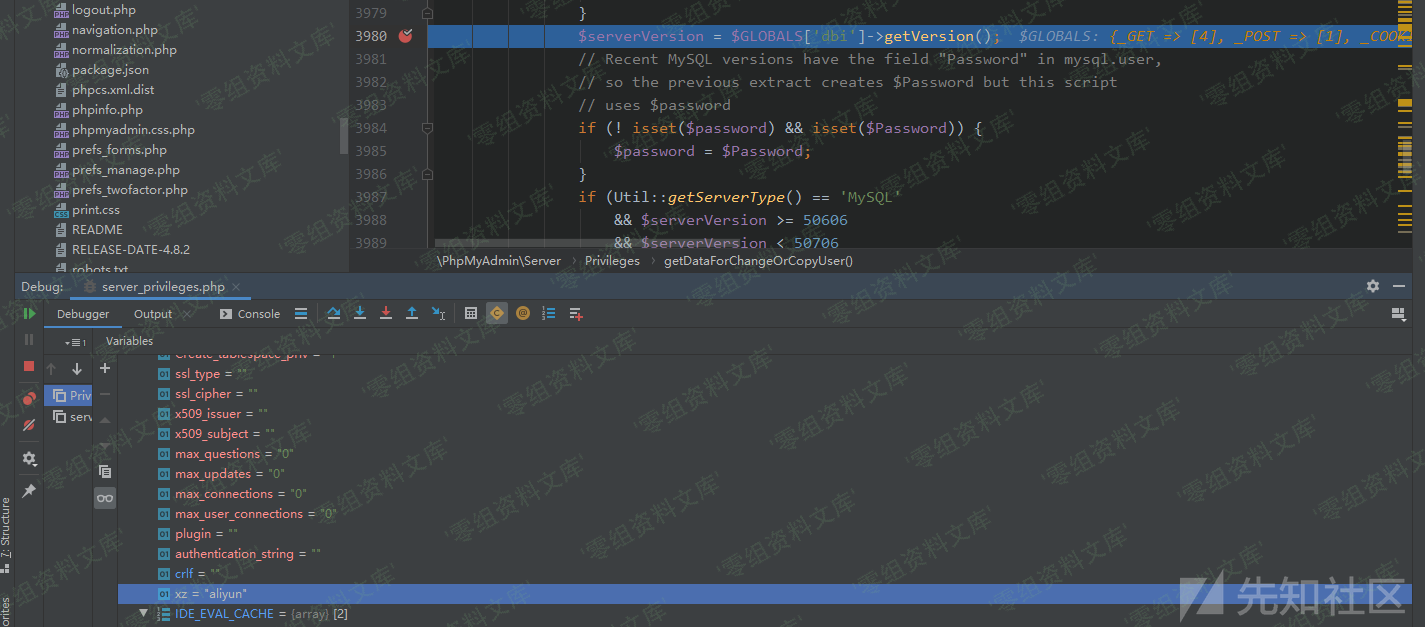 logout.php
navigation.php
normalization.php
package.json
phpcs.xml.dist
phpinfo.php
phpmyadmin.css.php
prefs_forms.php
prefs_manage.php
prefs_twofactor.php
print.css
README
RELEASE-DATE-4.8.2
robots.txt
3979 }
3980 $serverVersion = $GLOBALS['dbi']->getVersion(); $GLOBALS: {_GET => [4], _POST => [1], _COOK
3981 // Recent MySQL versions have the field "Password" in mysql.user,
3982 // so the previous extract creates $Password but this script
3983 // uses $password
3984 if (! isset($password) && isset($Password)) {
3985 $password = $Password;
3986 }
3987 if (Util::getServerType() == 'MySQL'
3988 && $serverVersion >= 50606
3989 && $serverVersion < 50706
\PhpMyAdmin\Server › Privileges › getDataForChangeOrCopyUser()
Debug: server_privileges.php ×
Debugger Output Console
Variables
Priv
serv
Create_tablespace_priv =
ssl_type = ""
ssl_cipher = ""
x509_issuer = ""
x509_subject = ""
max_questions = "0"
max_updates = "0"
max_connections = "0"
max_user_connections = "0"
plugin = ""
authentication_string = ""
crlf = ""
xz = "aliyun"
IDE_EVAL_CACHE = {array} [2]
7: Structure
orites
零组资料文库
先知社区